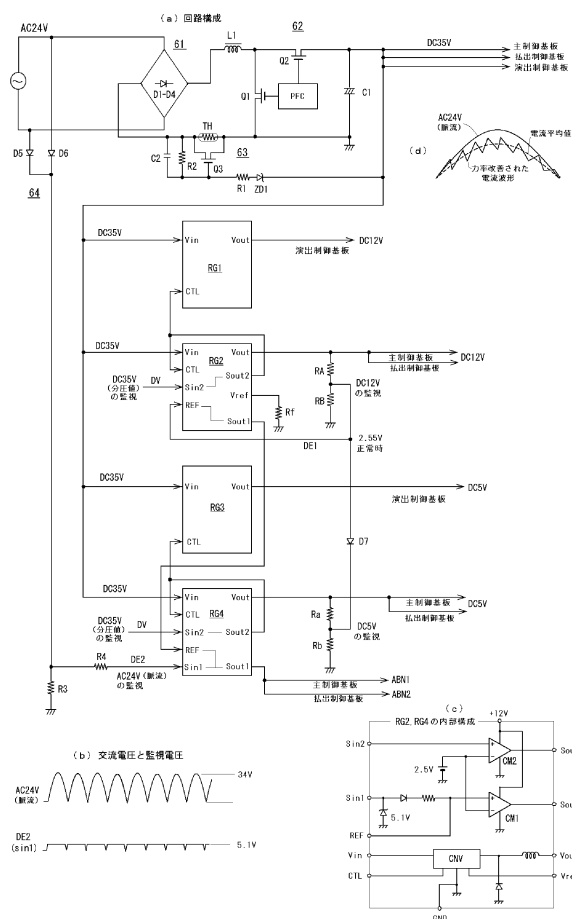 (a) 回路構成
AC24V
61
L1
62
Q2
DC35V
主制御基板
払出制御基板
演出制御基板
D1-D4
Q1
PFC
C1
TH
D5
D6
C2
R2
63
Q3
R1
ZD1
64
AC24V
(脈流)
電流平均値
(d)
力率改善された
電流波形
DC35V
Vin
Vout
DC12V
演出制御基板
RG1
CTL
DC35V
Vin
Vout
主制御基板
DC12V
払出制御基板
RG2
CTL
Sout2
RA
DC35V
DV
(分圧値)
の監視
Sin2
Vref
DC12V
の監視
RB
Rf
REF
Sout1
DE1
2.55V
正常時
DC35V
Vin
Vout
DC5V
演出制御基板
RG3
D7
CTL
DC35V
Vin
Vout
主制御基板
DC5V
払出制御基板
CTL
RG4
Ra
DC35V
DV
(分圧値)
の監視
Sin2
Sout2
DC5V
の監視
Rb
REF
R4
DE2
Sin1
Sout1
AC24V(脈流)
の監視
R3
主制御基板
ABN1
払出制御基板
ABN2
(c)
RG2, RG4の内部構成
+12V
Sin2
CM2
Sou
2.5V
Sin1
5.1V
CM1
Sou
REF
Vin
CNV
Vou
CTL
Vre
GND
(b) 交流電圧と監視電圧
AC24V
(脈流)
34V
DE2
(sin1)
5.1V